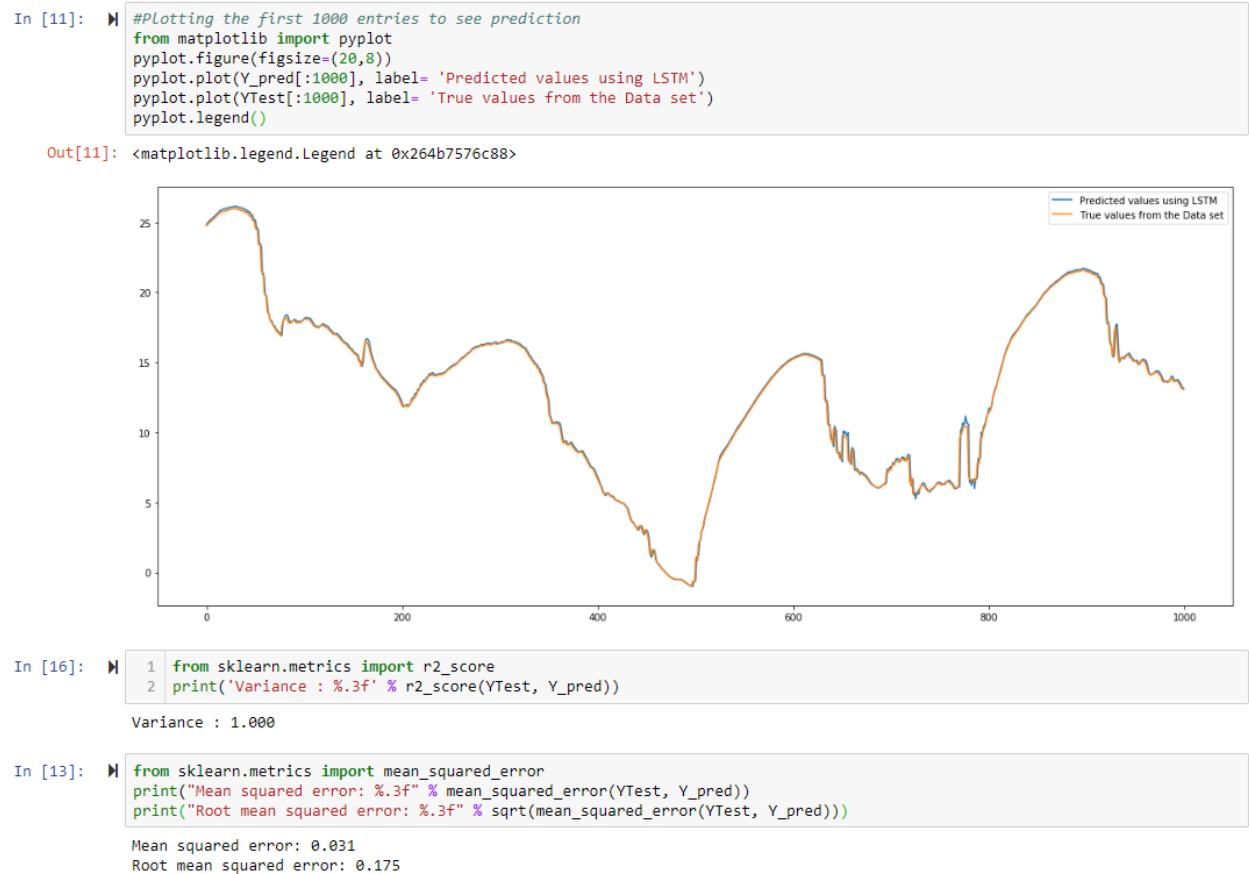 In [11]:
#Plotting the first 1000 entries to see prediction
from matplotlib import pyplot
pyplot.figure(figsize=(20,8))
pyplot.plot(Y_pred[:1000], label= 'Predicted values using LSTM')
pyplot.plot(YTest[:1000], label= 'True values from the Data set')
pyplot.legend()
Out[11]: <matplotlib.legend.Legend at 0x264b7576c88>
Predicted values using LSTM
True values from the Data set
25
20
15
10
5
0
0 200 400 600 800 1000
In [16]:
1 from sklearn.metrics import r2_score
2 print('Variance : %.3f' % r2_score(YTest, Y_pred))
Variance : 1.000
In [13]:
from sklearn.metrics import mean_squared_error
print("Mean squared error: %.3f" % mean_squared_error(YTest, Y_pred))
print("Root mean squared error: %.3f" % sqrt(mean_squared_error(YTest, Y_pred)))
Mean squared error: 0.031
Root mean squared error: 0.175